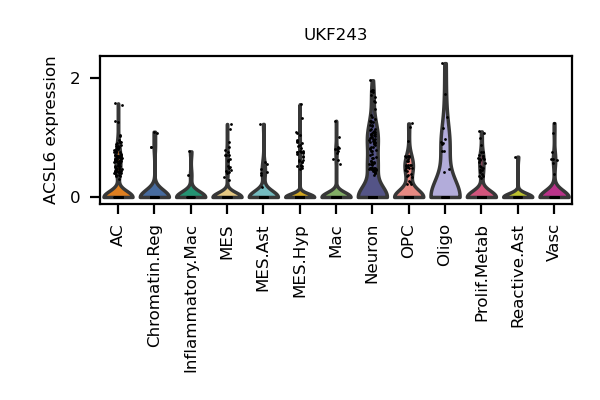 UKF243
ACSL6 expression
2
0
AC
Chromatin.Reg
Inflammatory.Mac
MES
MES.Ast
MES.Hyp
Mac
Neuron
OPC
Oligo
Prolif.Metab
Reactive.Ast
Vasc